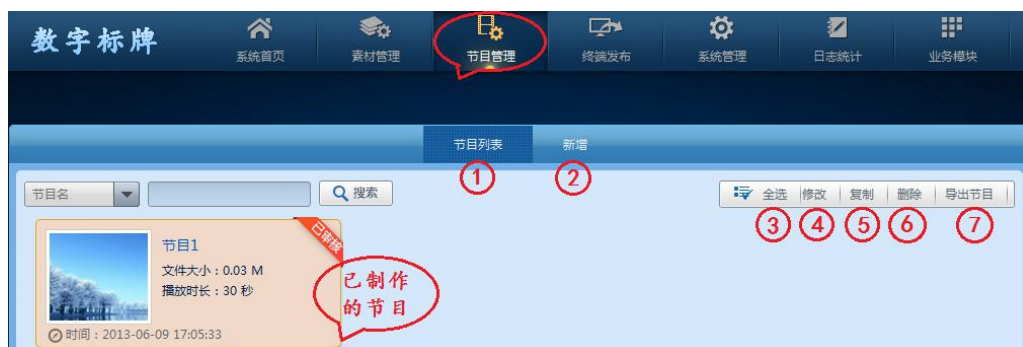 数字标牌
系统首页
素材管理
节目管理
终端发布
系统管理
日志统计
业务模块
节目列表
新增
① ②
节目名
搜索
全选 修改 复制 删除 导出节目
③ ④ ⑤ ⑥ ⑦
已审核
节目1
文件大小：0.03 M
播放时长：30 秒
时间：2013-06-09 17:05:33
已制作
的节目